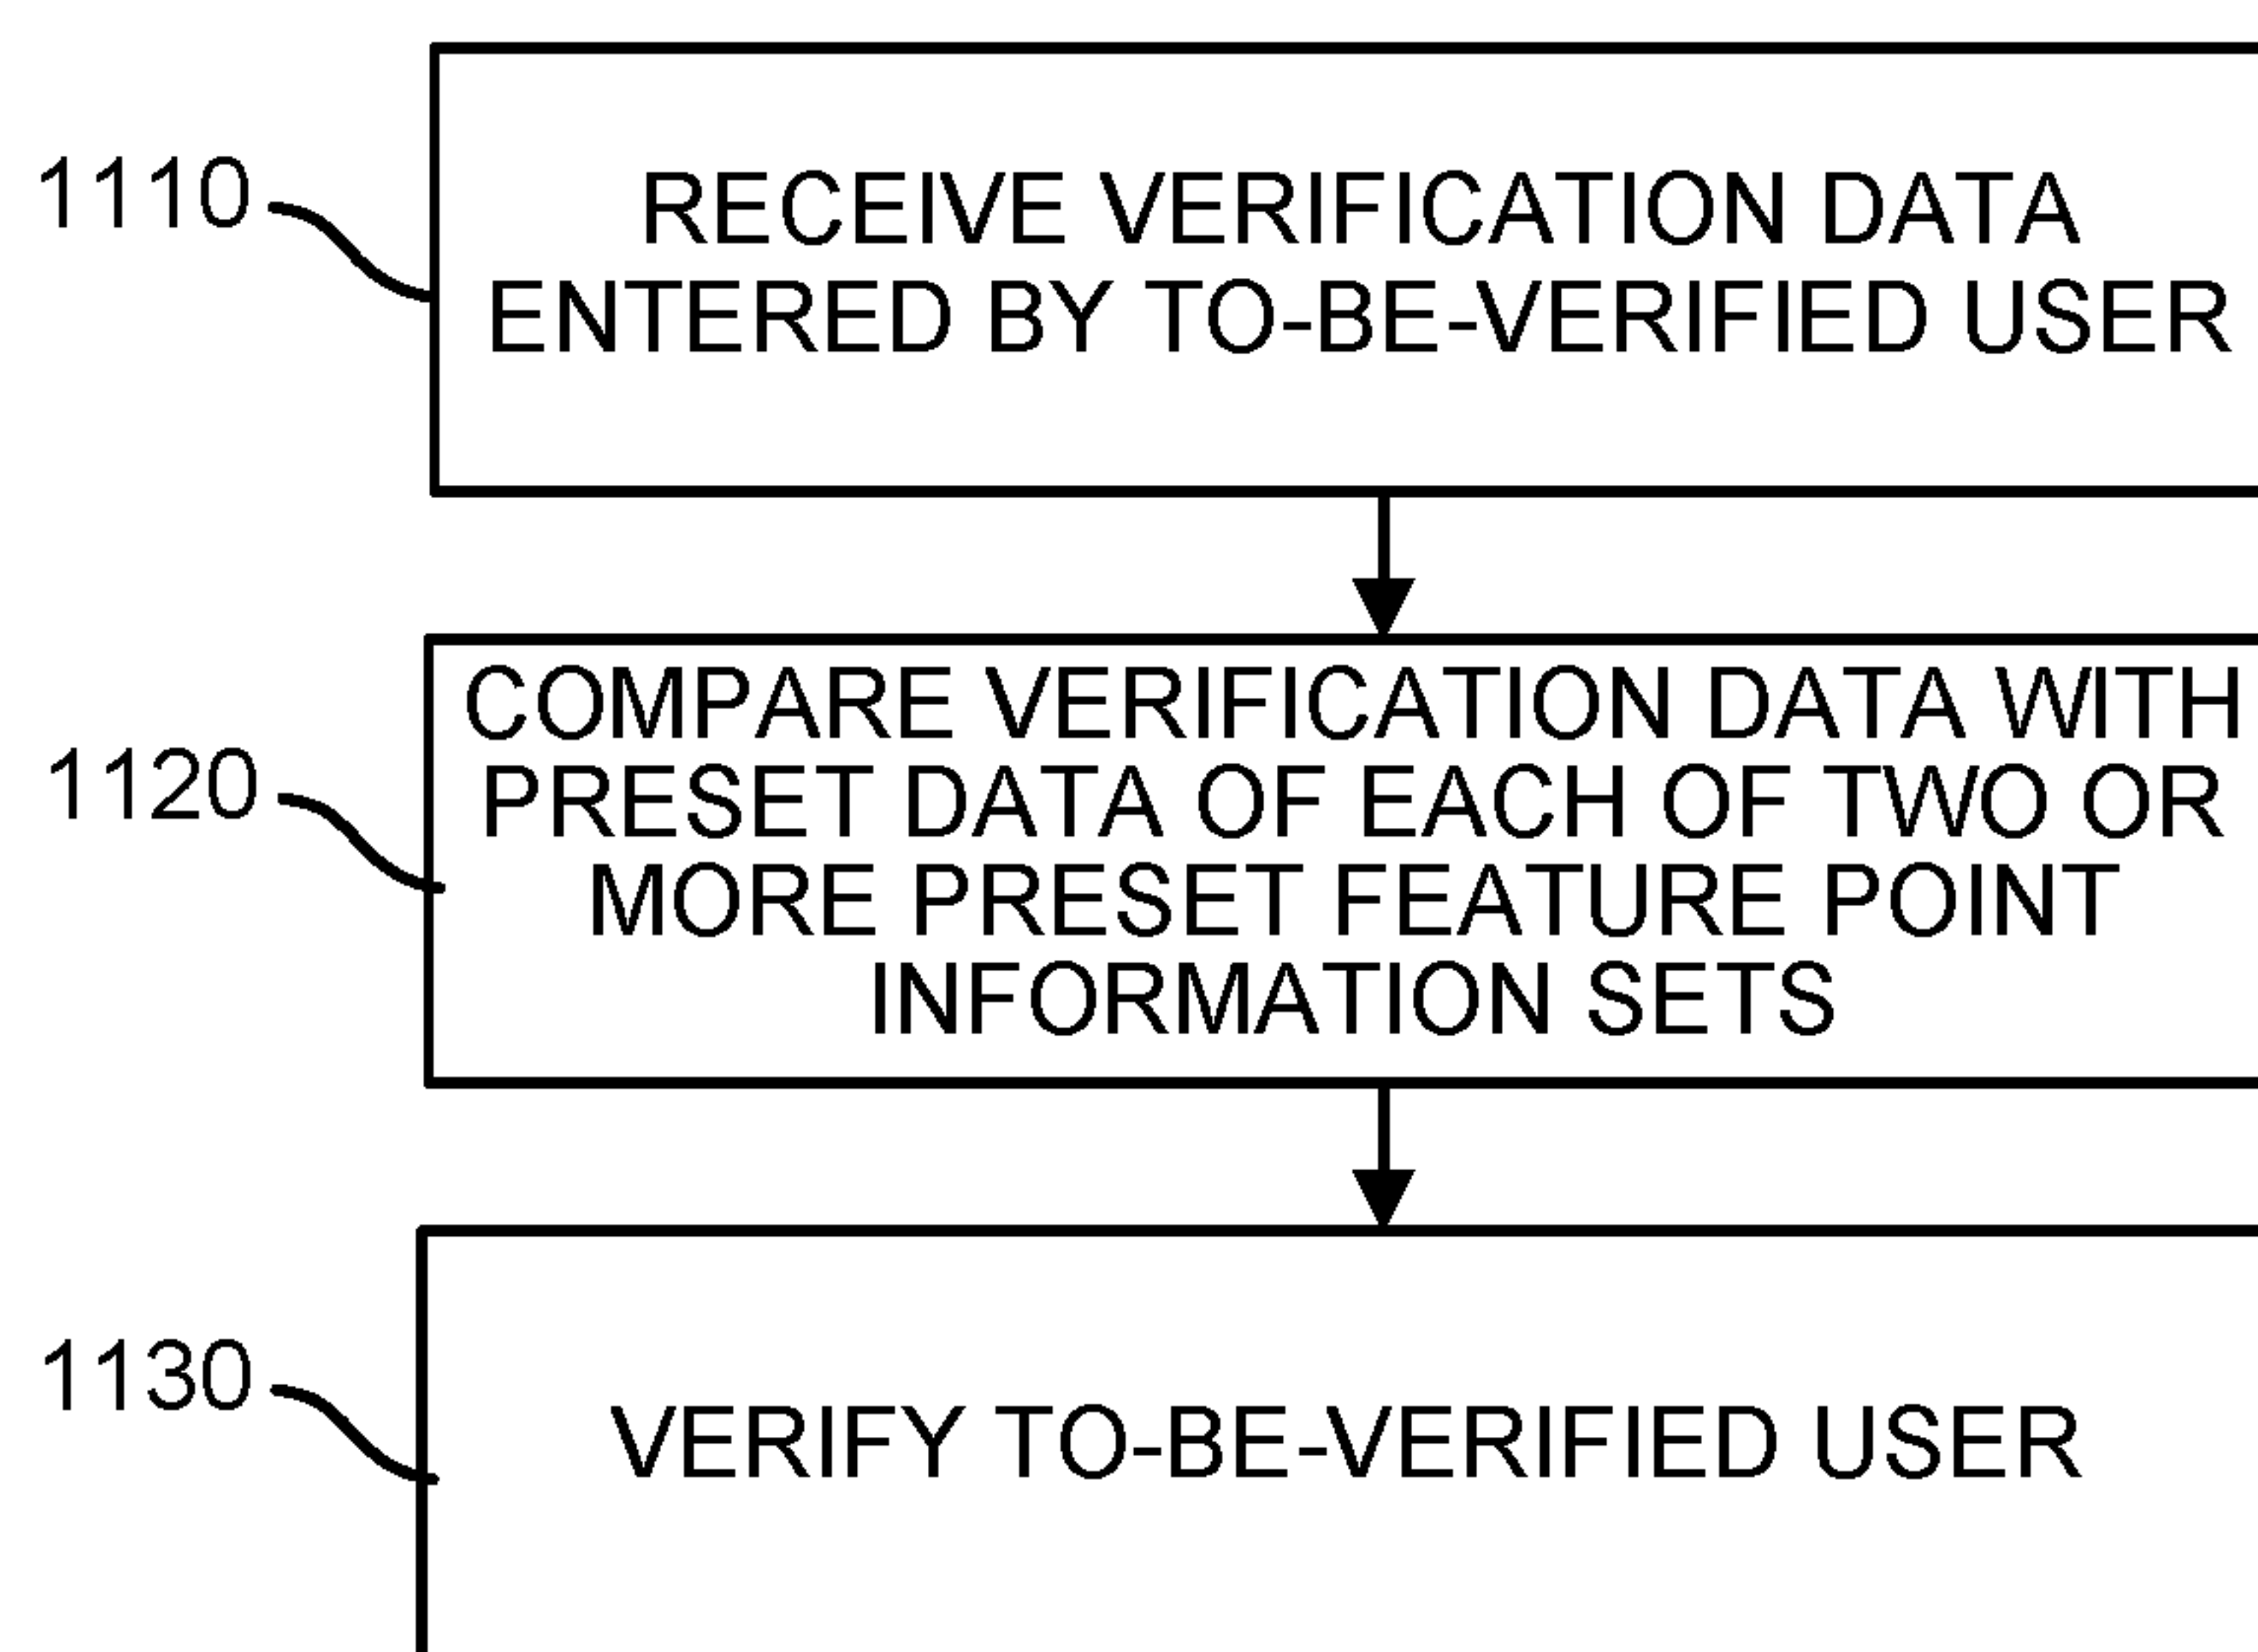 1110
RECEIVE VERIFICATION DATA
ENTERED BY TO-BE-VERIFIED USER
1120
COMPARE VERIFICATION DATA WITH
PRESET DATA OF EACH OF TWO OR
MORE PRESET FEATURE POINT
INFORMATION SETS
1130
VERIFY TO-BE-VERIFIED USER